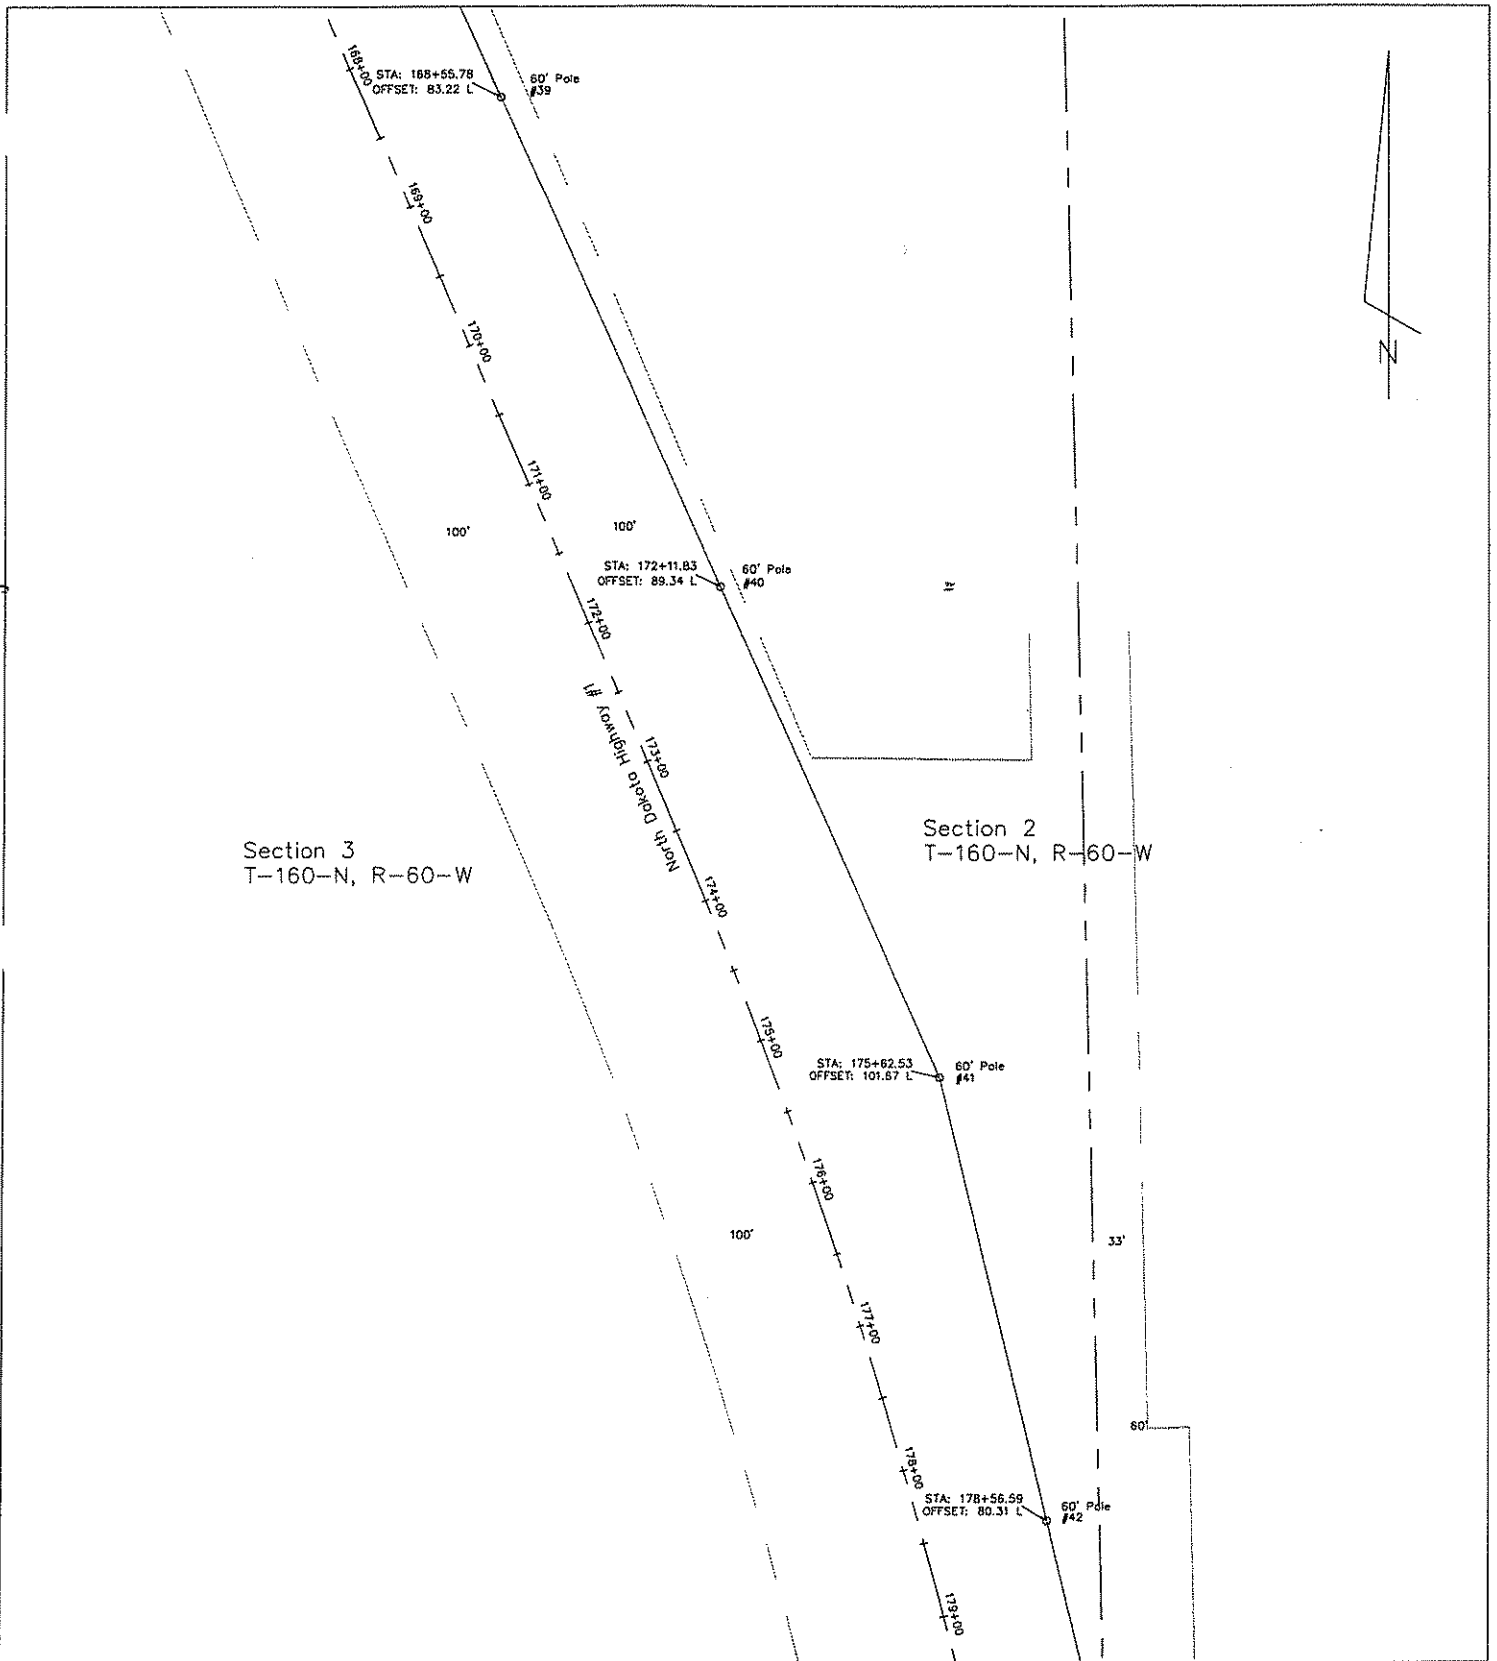 168+00
STA: 168+55.78
OFFSET: 83.22 L
60' Pole
#39
169+00
170+00
N
171+00
100'
100'
STA: 172+11.83
OFFSET: 89.34 L
60' Pole
#40
172+00
North Dakota Highway #1
173+00
Section 3
T-160-N, R-60-W
Section 2
T-160-N, R-60-W
174+00
175+00
STA: 175+62.53
OFFSET: 101.67 L
60' Pole
#41
176+00
100'
33'
177+00
60'
178+00
STA: 178+56.59
OFFSET: 80.31 L
60' Pole
#42
179+00